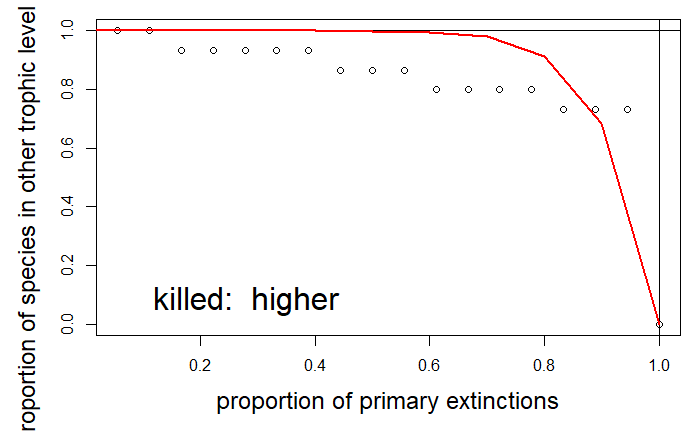 roportion of species in other trophic level
1.0
0.8
0.6
0.4
0.2
0.0
killed: higher
0.2 0.4 0.6 0.8 1.0
proportion of primary extinctions